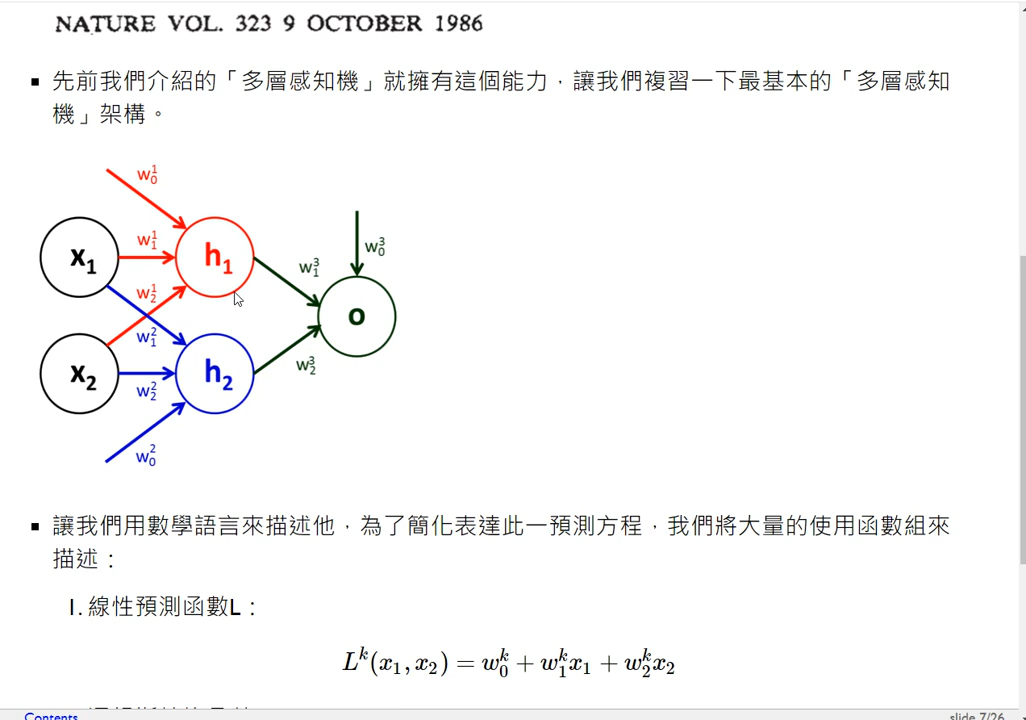 NATURE VOL. 323 9 OCTOBER 1986
▪ 先前我們介紹的「多層感知機」就擁有這個能力，讓我們複習一下最基本的「多層感知
機」架構。
w₀¹
x₁
w₁¹
h₁
w₂¹
w₁³
w₀³
o
w₁²
x₂
w₂²
h₂
w₂³
w₀²
▪ 讓我們用數學語言來描述他，為了簡化表達此一預測方程，我們將大量的使用函數組來
描述：
1. 線性預測函數L：
Lᵏ(x₁, x₂) = w₀ᵏ + w₁ᵏx₁ + w₂ᵏx₂
Contents
slide 7/26